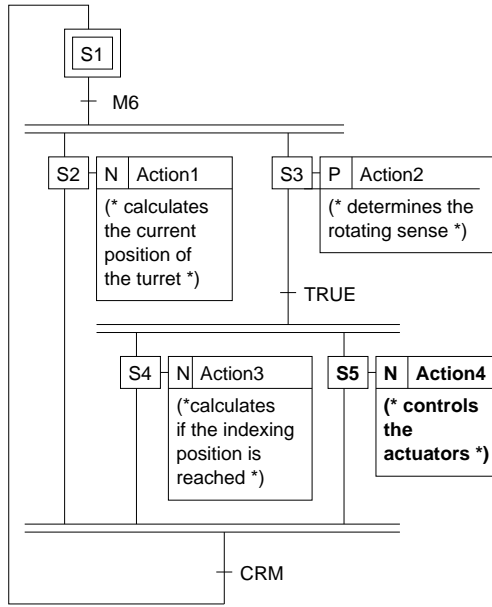 S1
M6
S2 N Action1
(* calculates
the current
position of
the turret *)
S3 P Action2
(* determines the
rotating sense *)
TRUE
S4 N Action3
(*calculates
if the indexing
position is
reached *)
S5 N Action4
(* controls
the
actuators *)
CRM